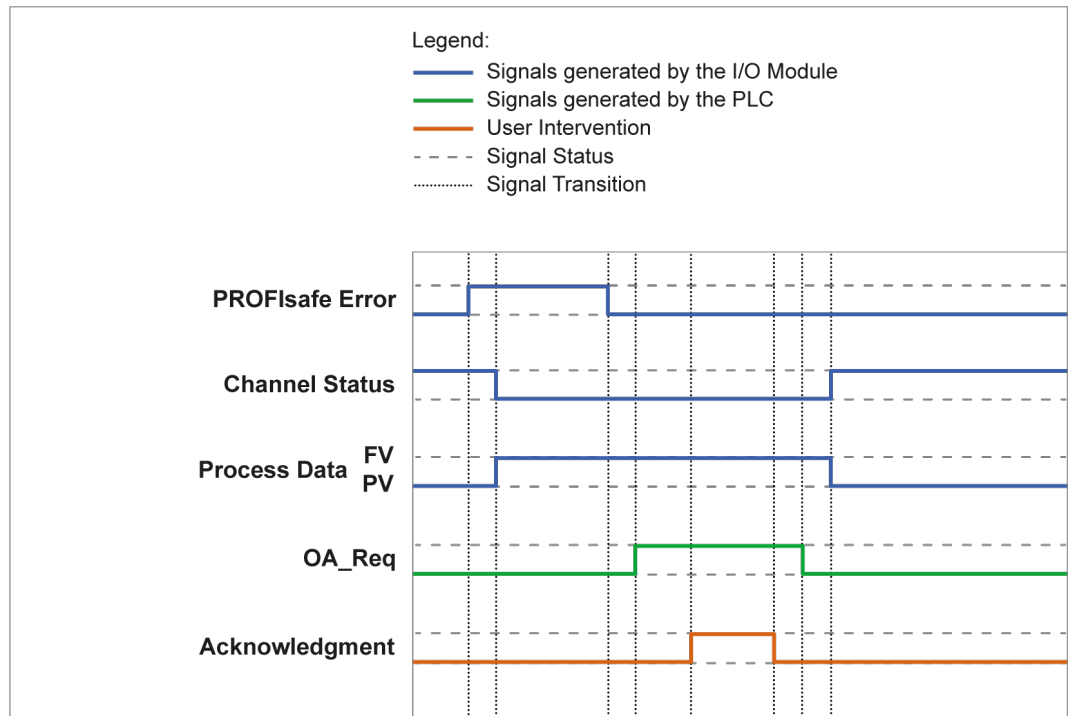 Legend:
Signals generated by the I/O Module
Signals generated by the PLC
User Intervention
Signal Status
Signal Transition
PROFIsafe Error
Channel Status
Process Data FV
PV
OA_Req
Acknowledgment